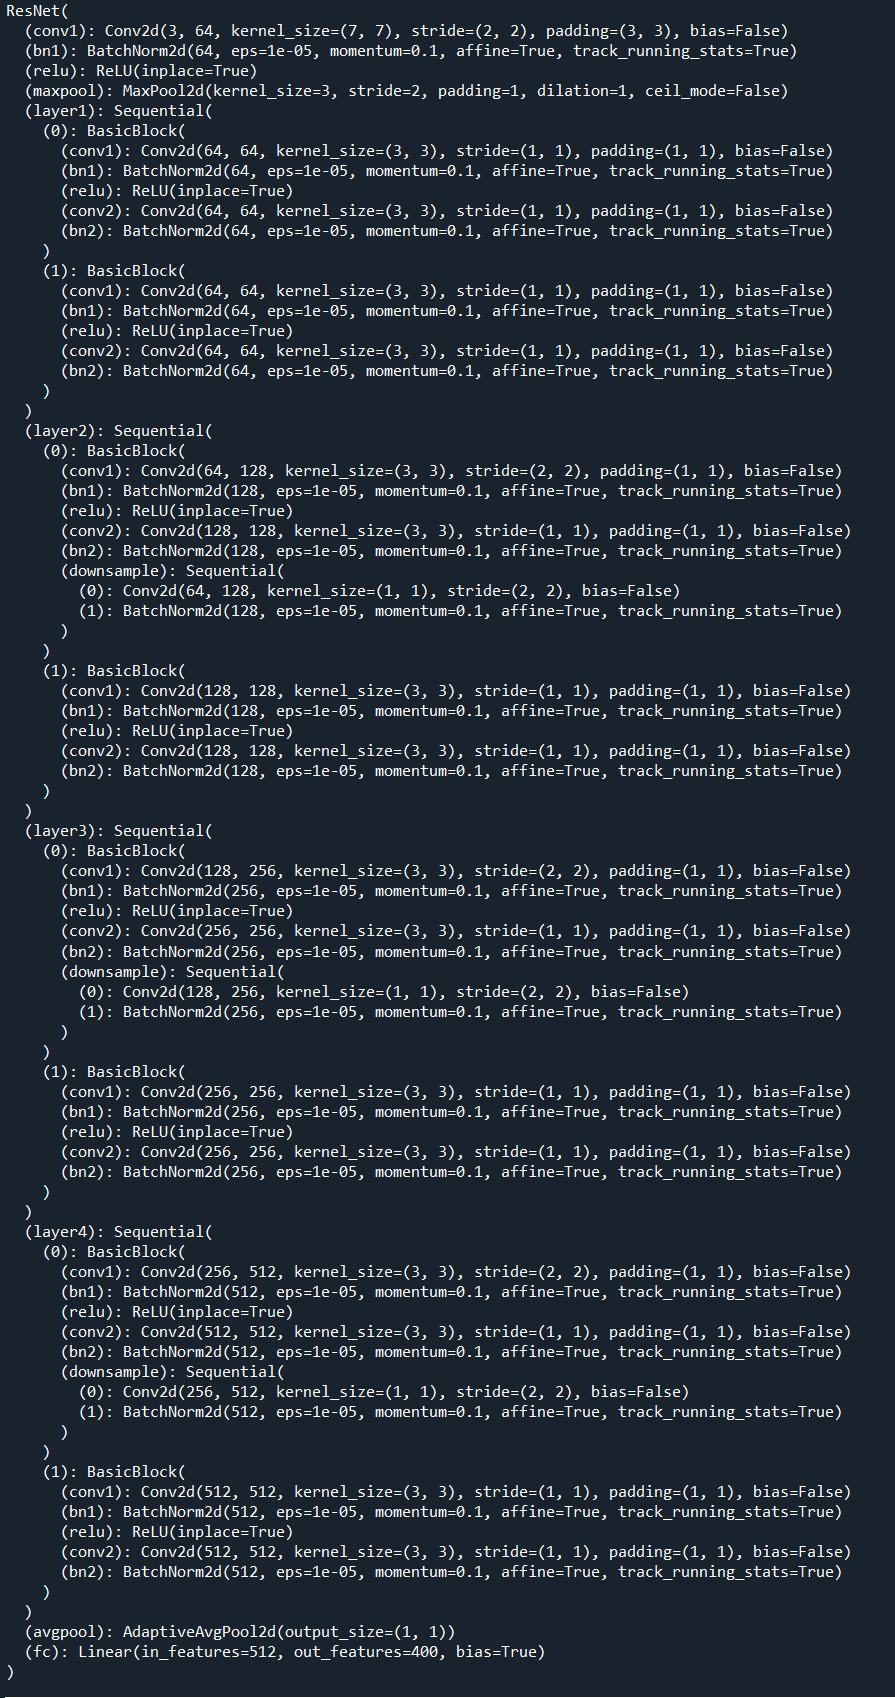 ResNet(
  (conv1): Conv2d(3, 64, kernel_size=(7, 7), stride=(2, 2), padding=(3, 3), bias=False)
  (bn1): BatchNorm2d(64, eps=1e-05, momentum=0.1, affine=True, track_running_stats=True)
  (relu): ReLU(inplace=True)
  (maxpool): MaxPool2d(kernel_size=3, stride=2, padding=1, dilation=1, ceil_mode=False)
  (layer1): Sequential(
    (0): BasicBlock(
      (conv1): Conv2d(64, 64, kernel_size=(3, 3), stride=(1, 1), padding=(1, 1), bias=False)
      (bn1): BatchNorm2d(64, eps=1e-05, momentum=0.1, affine=True, track_running_stats=True)
      (relu): ReLU(inplace=True)
      (conv2): Conv2d(64, 64, kernel_size=(3, 3), stride=(1, 1), padding=(1, 1), bias=False)
      (bn2): BatchNorm2d(64, eps=1e-05, momentum=0.1, affine=True, track_running_stats=True)
    )
    (1): BasicBlock(
      (conv1): Conv2d(64, 64, kernel_size=(3, 3), stride=(1, 1), padding=(1, 1), bias=False)
      (bn1): BatchNorm2d(64, eps=1e-05, momentum=0.1, affine=True, track_running_stats=True)
      (relu): ReLU(inplace=True)
      (conv2): Conv2d(64, 64, kernel_size=(3, 3), stride=(1, 1), padding=(1, 1), bias=False)
      (bn2): BatchNorm2d(64, eps=1e-05, momentum=0.1, affine=True, track_running_stats=True)
    )
  )
  (layer2): Sequential(
    (0): BasicBlock(
      (conv1): Conv2d(64, 128, kernel_size=(3, 3), stride=(2, 2), padding=(1, 1), bias=False)
      (bn1): BatchNorm2d(128, eps=1e-05, momentum=0.1, affine=True, track_running_stats=True)
      (relu): ReLU(inplace=True)
      (conv2): Conv2d(128, 128, kernel_size=(3, 3), stride=(1, 1), padding=(1, 1), bias=False)
      (bn2): BatchNorm2d(128, eps=1e-05, momentum=0.1, affine=True, track_running_stats=True)
      (downsample): Sequential(
        (0): Conv2d(64, 128, kernel_size=(1, 1), stride=(2, 2), bias=False)
        (1): BatchNorm2d(128, eps=1e-05, momentum=0.1, affine=True, track_running_stats=True)
      )
    )
    (1): BasicBlock(
      (conv1): Conv2d(128, 128, kernel_size=(3, 3), stride=(1, 1), padding=(1, 1), bias=False)
      (bn1): BatchNorm2d(128, eps=1e-05, momentum=0.1, affine=True, track_running_stats=True)
      (relu): ReLU(inplace=True)
      (conv2): Conv2d(128, 128, kernel_size=(3, 3), stride=(1, 1), padding=(1, 1), bias=False)
      (bn2): BatchNorm2d(128, eps=1e-05, momentum=0.1, affine=True, track_running_stats=True)
    )
  )
  (layer3): Sequential(
    (0): BasicBlock(
      (conv1): Conv2d(128, 256, kernel_size=(3, 3), stride=(2, 2), padding=(1, 1), bias=False)
      (bn1): BatchNorm2d(256, eps=1e-05, momentum=0.1, affine=True, track_running_stats=True)
      (relu): ReLU(inplace=True)
      (conv2): Conv2d(256, 256, kernel_size=(3, 3), stride=(1, 1), padding=(1, 1), bias=False)
      (bn2): BatchNorm2d(256, eps=1e-05, momentum=0.1, affine=True, track_running_stats=True)
      (downsample): Sequential(
        (0): Conv2d(128, 256, kernel_size=(1, 1), stride=(2, 2), bias=False)
        (1): BatchNorm2d(256, eps=1e-05, momentum=0.1, affine=True, track_running_stats=True)
      )
    )
    (1): BasicBlock(
      (conv1): Conv2d(256, 256, kernel_size=(3, 3), stride=(1, 1), padding=(1, 1), bias=False)
      (bn1): BatchNorm2d(256, eps=1e-05, momentum=0.1, affine=True, track_running_stats=True)
      (relu): ReLU(inplace=True)
      (conv2): Conv2d(256, 256, kernel_size=(3, 3), stride=(1, 1), padding=(1, 1), bias=False)
      (bn2): BatchNorm2d(256, eps=1e-05, momentum=0.1, affine=True, track_running_stats=True)
    )
  )
  (layer4): Sequential(
    (0): BasicBlock(
      (conv1): Conv2d(256, 512, kernel_size=(3, 3), stride=(2, 2), padding=(1, 1), bias=False)
      (bn1): BatchNorm2d(512, eps=1e-05, momentum=0.1, affine=True, track_running_stats=True)
      (relu): ReLU(inplace=True)
      (conv2): Conv2d(512, 512, kernel_size=(3, 3), stride=(1, 1), padding=(1, 1), bias=False)
      (bn2): BatchNorm2d(512, eps=1e-05, momentum=0.1, affine=True, track_running_stats=True)
      (downsample): Sequential(
        (0): Conv2d(256, 512, kernel_size=(1, 1), stride=(2, 2), bias=False)
        (1): BatchNorm2d(512, eps=1e-05, momentum=0.1, affine=True, track_running_stats=True)
      )
    )
    (1): BasicBlock(
      (conv1): Conv2d(512, 512, kernel_size=(3, 3), stride=(1, 1), padding=(1, 1), bias=False)
      (bn1): BatchNorm2d(512, eps=1e-05, momentum=0.1, affine=True, track_running_stats=True)
      (relu): ReLU(inplace=True)
      (conv2): Conv2d(512, 512, kernel_size=(3, 3), stride=(1, 1), padding=(1, 1), bias=False)
      (bn2): BatchNorm2d(512, eps=1e-05, momentum=0.1, affine=True, track_running_stats=True)
    )
  )
  (avgpool): AdaptiveAvgPool2d(output_size=(1, 1))
  (fc): Linear(in_features=512, out_features=400, bias=True)
)